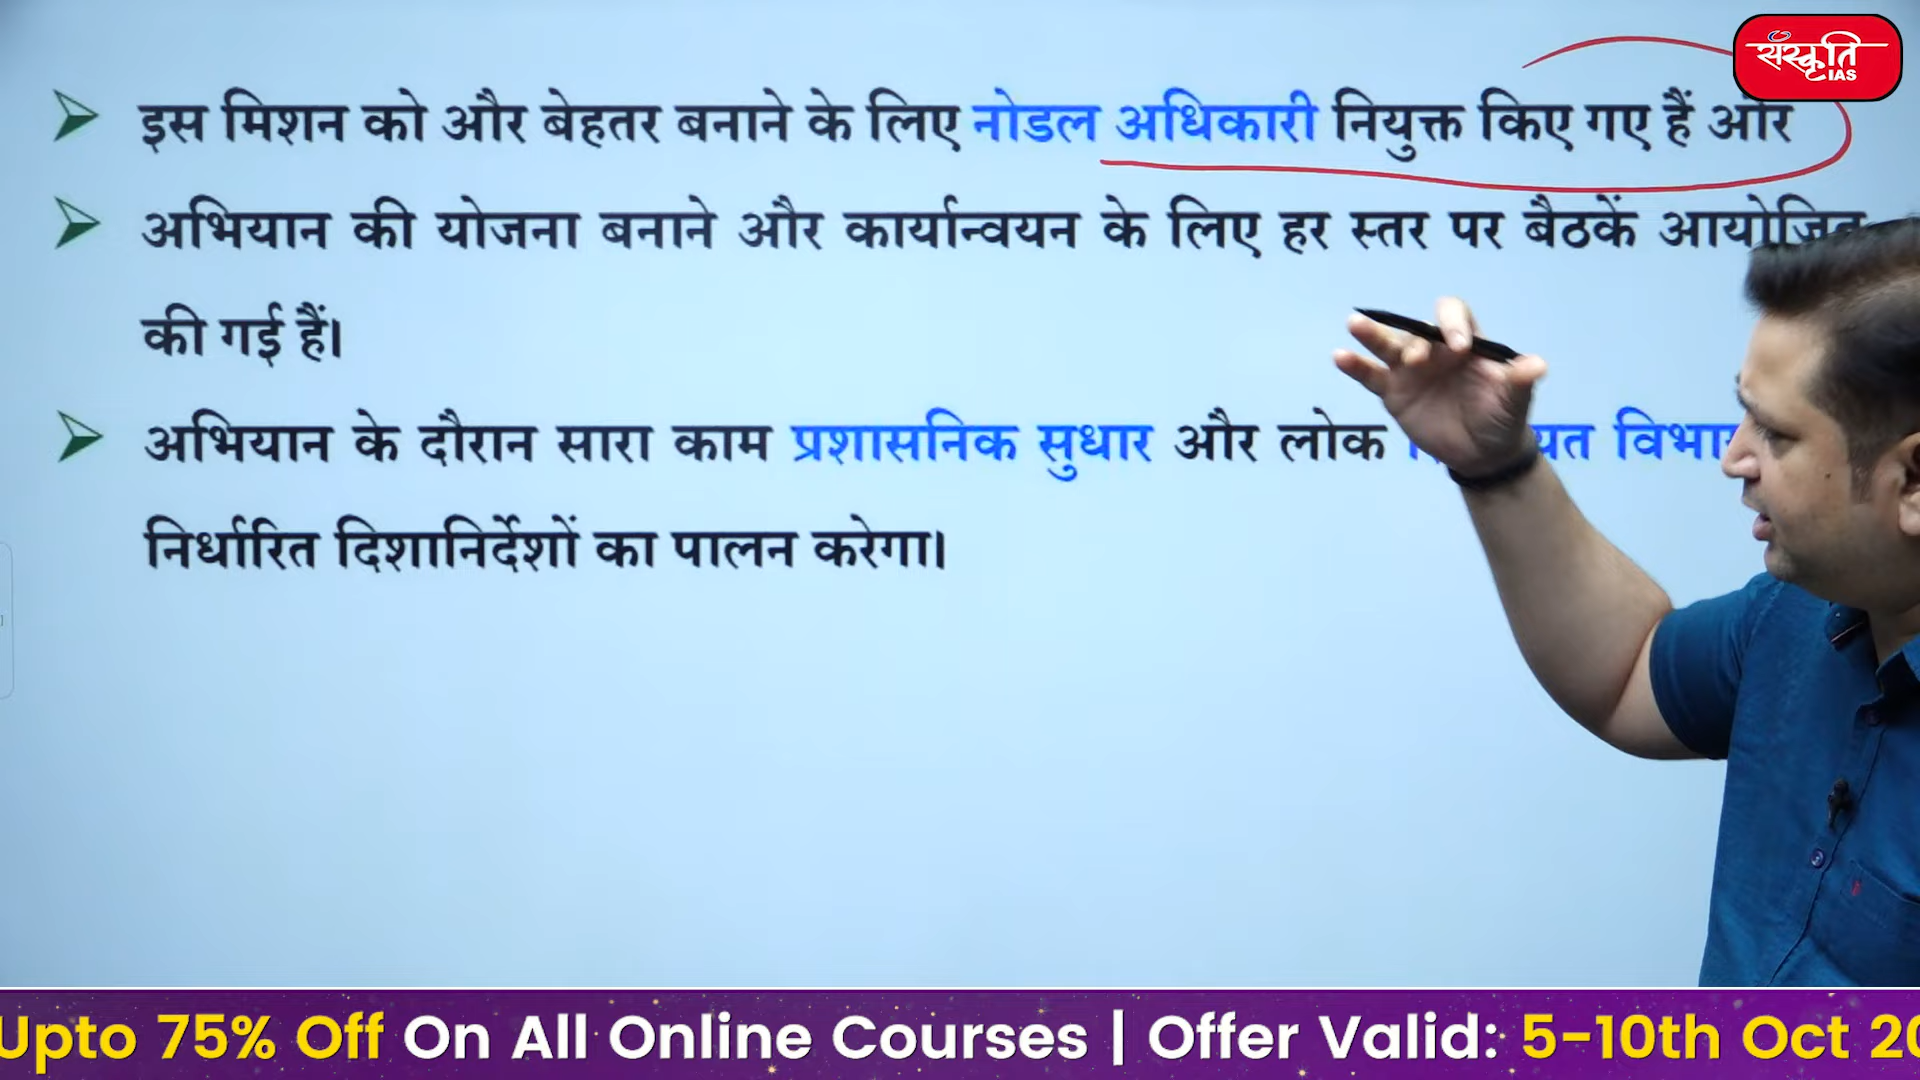 संस्कृति
IAS
इस मिशन को और बेहतर बनाने के लिए नोडल अधिकारी नियुक्त किए गए हैं और
अभियान की योजना बनाने और कार्यान्वयन के लिए हर स्तर पर बैठकें आयोजित
की गई हैं।
अभियान के दौरान सारा काम प्रशासनिक सुधार और लोक
निर्धारित दिशानिर्देशों का पालन करेगा।
Upto 75% Off On All Online Courses | Offer Valid: 5-10th Oct